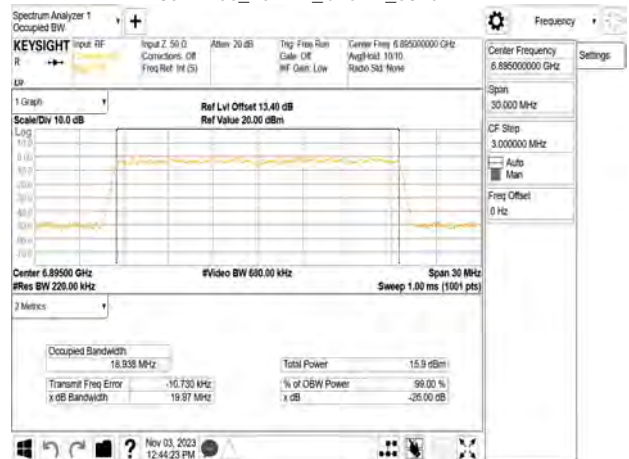 Spectrum Analyzer 1
Occupied BW
Frequency
KEYSIGHT Input: RF
R
Input Z: 50 Ω
Corrections: Off
Freq Ref: Int (S)
Atten: 20 dB
Trig: Free Run
Gate: Off
#IF Gain: Low
Center Freq: 6.895000000 GHz
Avg|Hold: 10/10
Radio Std: None
Center Frequency
6.895000000 GHz
Settings
Span
30.000 MHz
CF Step
3.000000 MHz
Auto
Man
Freq Offset
0 Hz
1 Graph
Scale/Div 10.0 dB
Ref Lvl Offset 13.40 dB
Ref Value 20.00 dBm
Log
Center 6.89500 GHz
#Res BW 220.00 kHz
#Video BW 680.00 kHz
Span 30 MHz
Sweep 1.00 ms (1001 pts)
2 Metrics
Occupied Bandwidth
18.938 MHz
Total Power 15.9 dBm
Transmit Freq Error -10.730 kHz
% of OBW Power 99.00 %
x dB Bandwidth 19.97 MHz
x dB -26.00 dB
?
Nov 03, 2023
12:44:23 PM